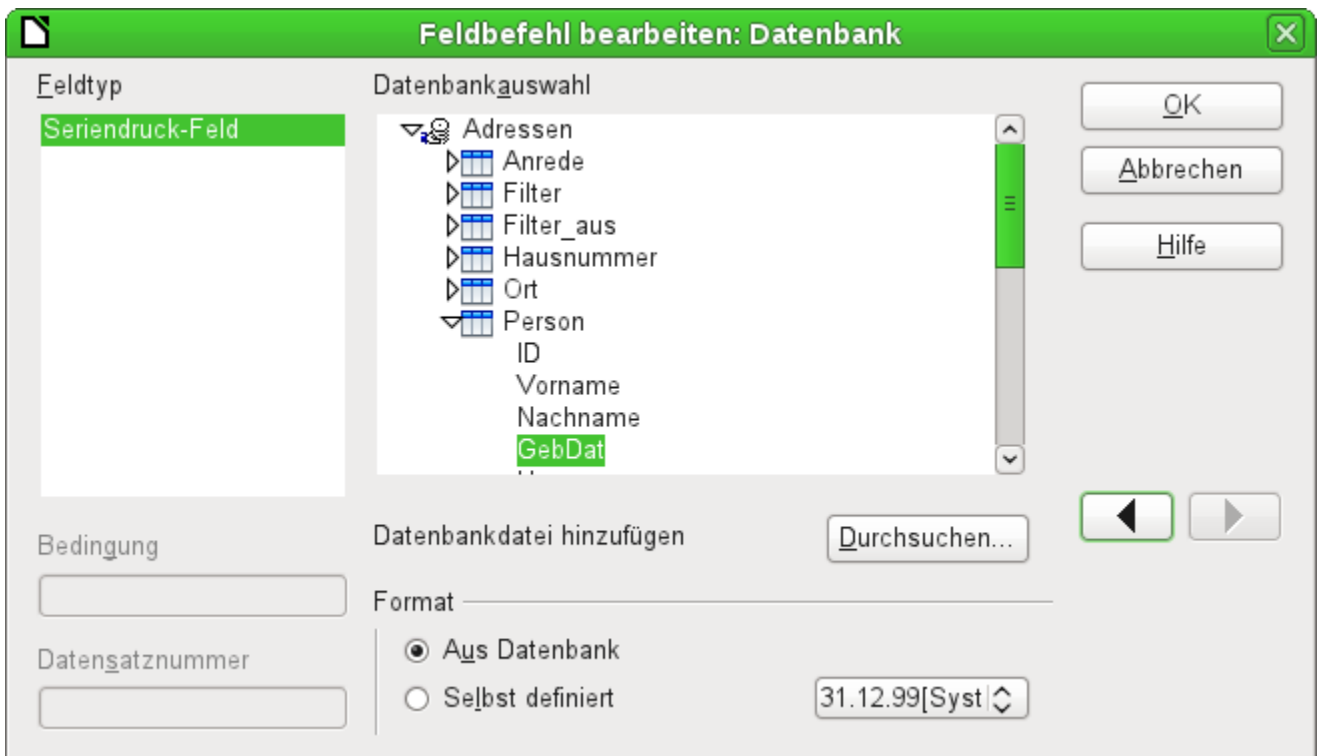 Feldbefehl bearbeiten: Datenbank
Feldtyp
Seriendruck-Feld
Datenbankauswahl
Adressen
Anrede
Filter
Filter_aus
Hausnummer
Ort
Person
ID
Vorname
Nachname
GebDat
OK
Abbrechen
Hilfe
Bedingung
Datensatznummer
Datenbankdatei hinzufügen
Durchsuchen...
Format
Aus Datenbank
Selbst definiert
31.12.99[Syst